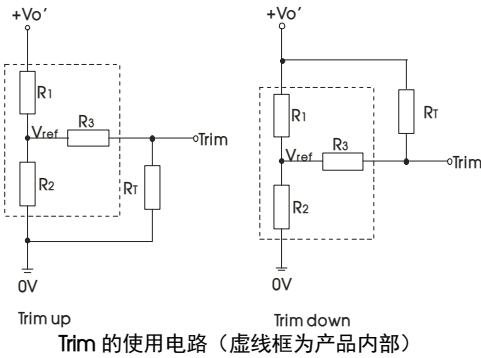 +Vo’
R1
Vref
R3
Trim
R2
RT
0V
Trim up
+Vo’
R1
RT
Vref
R3
Trim
R2
0V
Trim down
Trim 的使用电路（虚线框为产品内部）